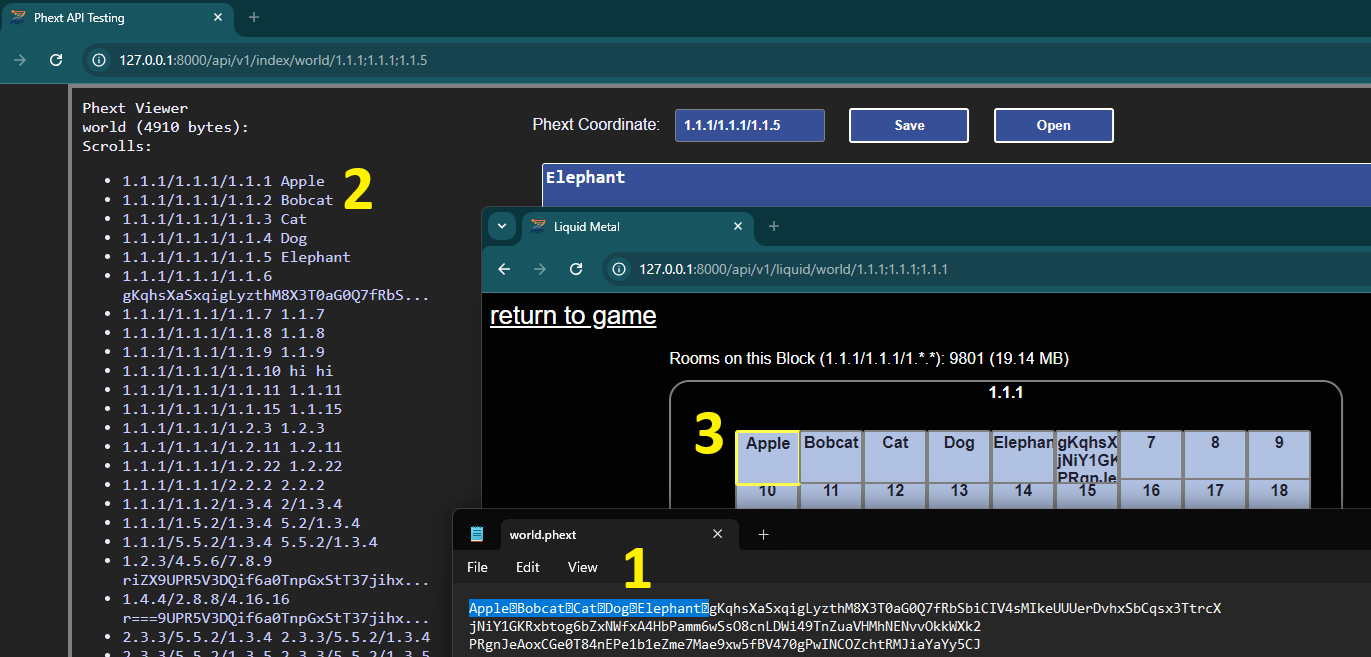 Phext API Testing
127.0.0.1:8000/api/v1/index/world/1.1.1;1.1.1;1.1.5
Phext Viewer
world (4910 bytes):
Scrolls:
1.1.1/1.1.1/1.1.1 Apple
1.1.1/1.1.1/1.1.2 Bobcat
1.1.1/1.1.1/1.1.3 Cat
1.1.1/1.1.1/1.1.4 Dog
1.1.1/1.1.1/1.1.5 Elephant
1.1.1/1.1.1/1.1.6
gKqhsXaSxqigLyzthM8X3T0aG0Q7fRbS...
1.1.1/1.1.1/1.1.7 1.1.7
1.1.1/1.1.1/1.1.8 1.1.8
1.1.1/1.1.1/1.1.9 1.1.9
1.1.1/1.1.1/1.1.10 hi hi
1.1.1/1.1.1/1.1.11 1.1.11
1.1.1/1.1.1/1.1.15 1.1.15
1.1.1/1.1.1/1.2.3 1.2.3
1.1.1/1.1.1/1.2.11 1.2.11
1.1.1/1.1.1/1.2.22 1.2.22
1.1.1/1.1.1/2.2.2 2.2.2
1.1.1/1.1.2/1.3.4 2/1.3.4
1.1.1/1.5.2/1.3.4 5.2/1.3.4
1.1.1/5.5.2/1.3.4 5.5.2/1.3.4
1.2.3/4.5.6/7.8.9
riZX9UPR5V3DQif6a0TnpGxStT37jihx...
1.4.4/2.8.8/4.16.16
r===9UPR5V3DQif6a0TnpGxStT37jihx...
2.3.3/5.5.2/1.3.4 2.3.3/5.5.2/1.3.4
2.3.3/5.5.2/1.3.5 2.3.3/5.5.2/1.3.5
2
Phext Coordinate:
1.1.1/1.1.1/1.1.5
Save
Open
Elephant
Liquid Metal
127.0.0.1:8000/api/v1/liquid/world/1.1.1;1.1.1;1.1.1
return to game
Rooms on this Block (1.1.1/1.1.1/1.*.*): 9801 (19.14 MB)
1.1.1
3
Apple Bobcat Cat Dog Elephan gKqhsX 7 8 9
jNiY1GK
PRgnJe
10 11 12 13 14 15 16 17 18
world.phext
File Edit View
1
Apple Bobcat Cat Dog Elephant gKqhsXaSxqigLyzthM8X3T0aG0Q7fRbSbiCIV4sMIkeUUUerDvhxSbCqsx3TtrcX
jNiY1GKRxbtog6bZxNWfxA4HbPamm6wSsO8cnLDWi49TnZuaVHMhNENvvOkkWXk2
PRgnJeAoxCGe0T84nEPe1b1eZme7Mae9xw5fBV470gPwINCOZchtRMJiaYaYy5CJ